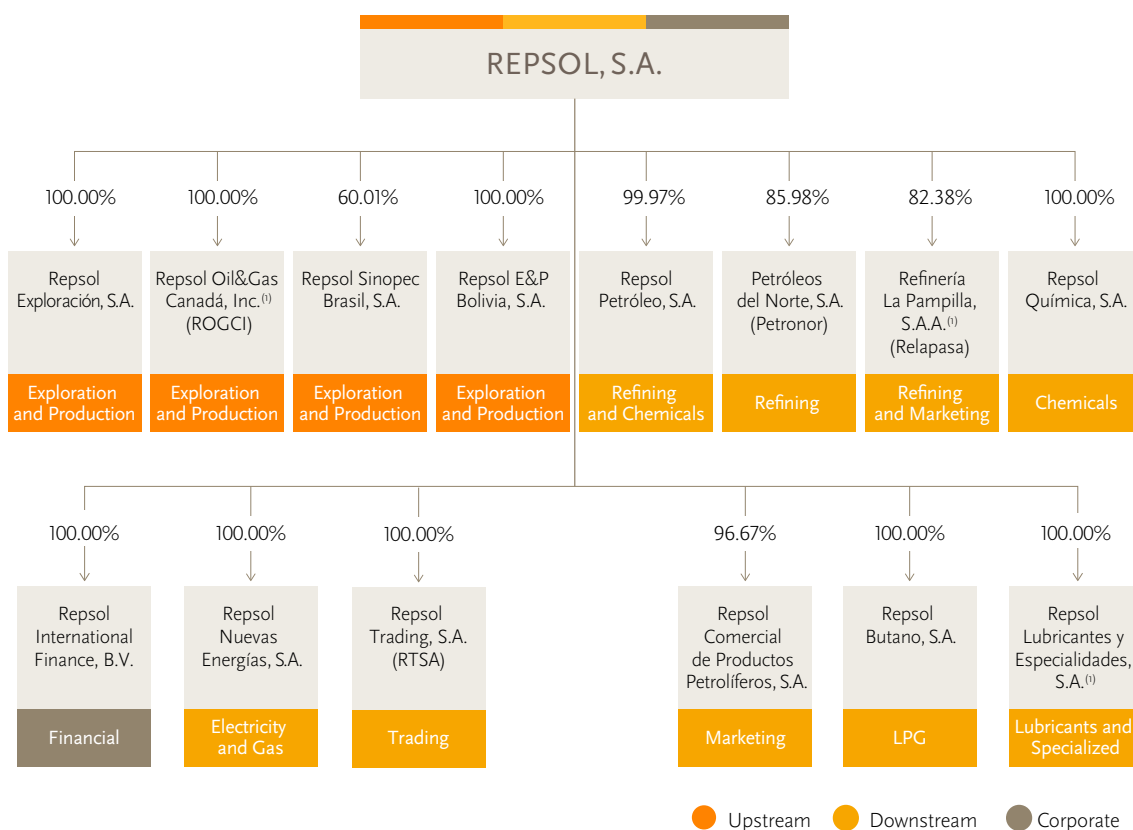 REPSOL, S.A.
100.00%
100.00%
60.01%
100.00%
99.97%
85.98%
82.38%
100.00%
Repsol
Exploración, S.A.
Repsol Oil&Gas
Canadá, Inc.(1)
(ROGCI)
Repsol Sinopec
Brasil, S.A.
Repsol E&P
Bolivia, S.A.
Repsol
Petróleo, S.A.
Petróleos
del Norte, S.A.
(Petronor)
Refinería
La Pampilla,
S.A.A.(1)
(Relapasa)
Repsol
Química, S.A.
Exploration
and Production
Exploration
and Production
Exploration
and Production
Exploration
and Production
Refining
and Chemicals
Refining
Refining
and Marketing
Chemicals
100.00%
100.00%
100.00%
96.67%
100.00%
100.00%
Repsol
International
Finance, B.V.
Repsol
Nuevas
Energías, S.A.
Repsol
Trading, S.A.
(RTSA)
Repsol
Comercial
de Productos
Petrolíferos, S.A.
Repsol
Butano, S.A.
Repsol
Lubricantes y
Especialidades,
S.A.(1)
Financial
Electricity
and Gas
Trading
Marketing
LPG
Lubricants and
Specialized
Upstream
Downstream
Corporate